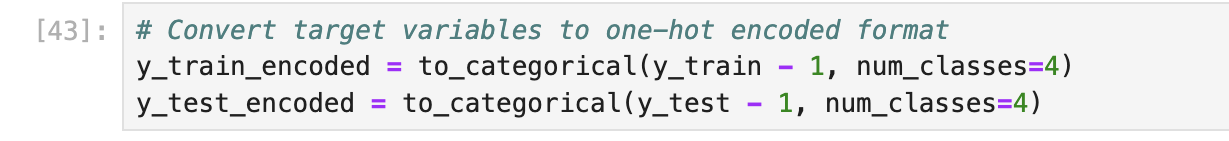 [43]: # Convert target variables to one-hot encoded format
y_train_encoded = to_categorical(y_train - 1, num_classes=4)
y_test_encoded = to_categorical(y_test - 1, num_classes=4)